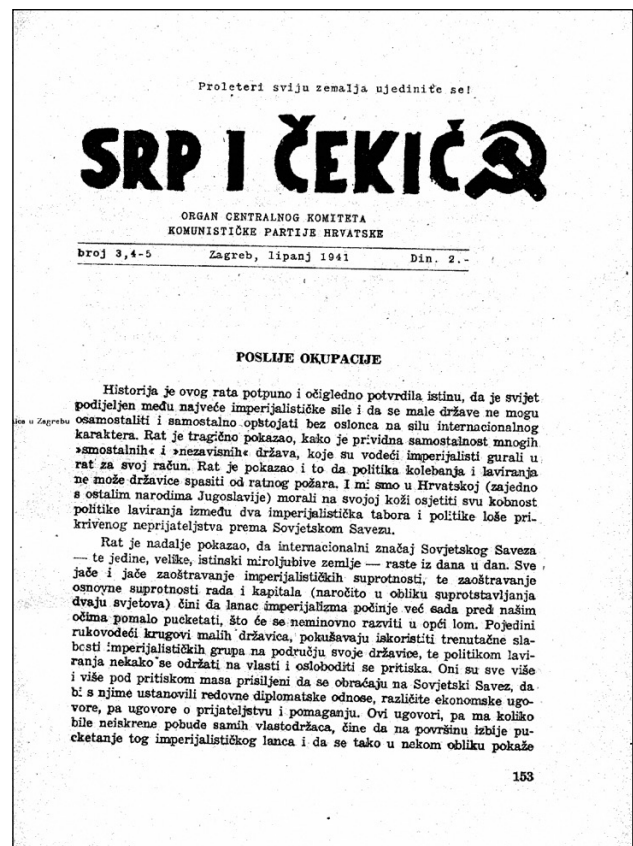 Proleteri sviju zemalja ujedinite se!
SRP I ČEKIĆ
ORGAN CENTRALNOG KOMITETA
KOMUNISTIČKE PARTIJE HRVATSKE
broj 3,4-5 Zagreb, lipanj 1941 Din. 2.-
POSLIJE OKUPACIJE
Historija je ovog rata potpuno i očigledno potvrdila istinu, da je svijet
podijeljen među najveće imperijalističke sile i da se male države ne mogu
osamostaliti i samostalno opstojati bez oslonca na silu internacionalnog
karaktera. Rat je tragično pokazao, kako je prividna samostalnost mnogih
»smostalnih« i »nezavisnih« država, koje su vodeći imperijalisti gurali u
rat za svoj račun. Rat je pokazao i to da politika kolebanja i laviranja
ne može državice spasiti od ratnog požara. I mi smo u Hrvatskoj (zajedno
s ostalim narodima Jugoslavije) morali na svojoj koži osjetiti svu kobnost
politike laviranja između dva imperijalistička tabora i politike loše pri-
krivenog neprijateljstva prema Sovjetskom Savezu.
Rat je nadalje pokazao, da internacionalni značaj Sovjetskog Saveza
— te jedine, velike, istinski miroljubive zemlje — raste iz dana u dan. Sve
jače i jače zaoštravanje imperijalističkih suprotnosti, te zaoštravanje
osnovne suprotnosti rada i kapitala (naročito u obliku suprotstavljanja
dvaju svjetova) čini da lanac imperijalizma počinje već sada pred našim
očima pomalo pucketati, što će se neminovno razviti u opći lom. Pojedini
rukovodeći krugovi malih državica, pokušavaju iskoristiti trenutačne sla-
bosti imperijalističkih grupa na području svoje državice, te politikom lavi-
ranja nekako se održati na vlasti i osloboditi se pritiska. Oni su sve više
i više pod pritiskom masa prisiljeni da se obraćaju na Sovjetski Savez, da
bi s njime ustanovili redovne diplomatske odnose, različite ekonomske ugo-
vore, pa ugovore o prijateljstvu i pomaganju. Ovi ugovori, pa ma koliko
bile neiskrene pobude samih vlastodržaca, čine da na površinu izbije pu-
cketanje tog imperijalističkog lanca i da se tako u nekom obliku pokaže
u Zagrebu
153